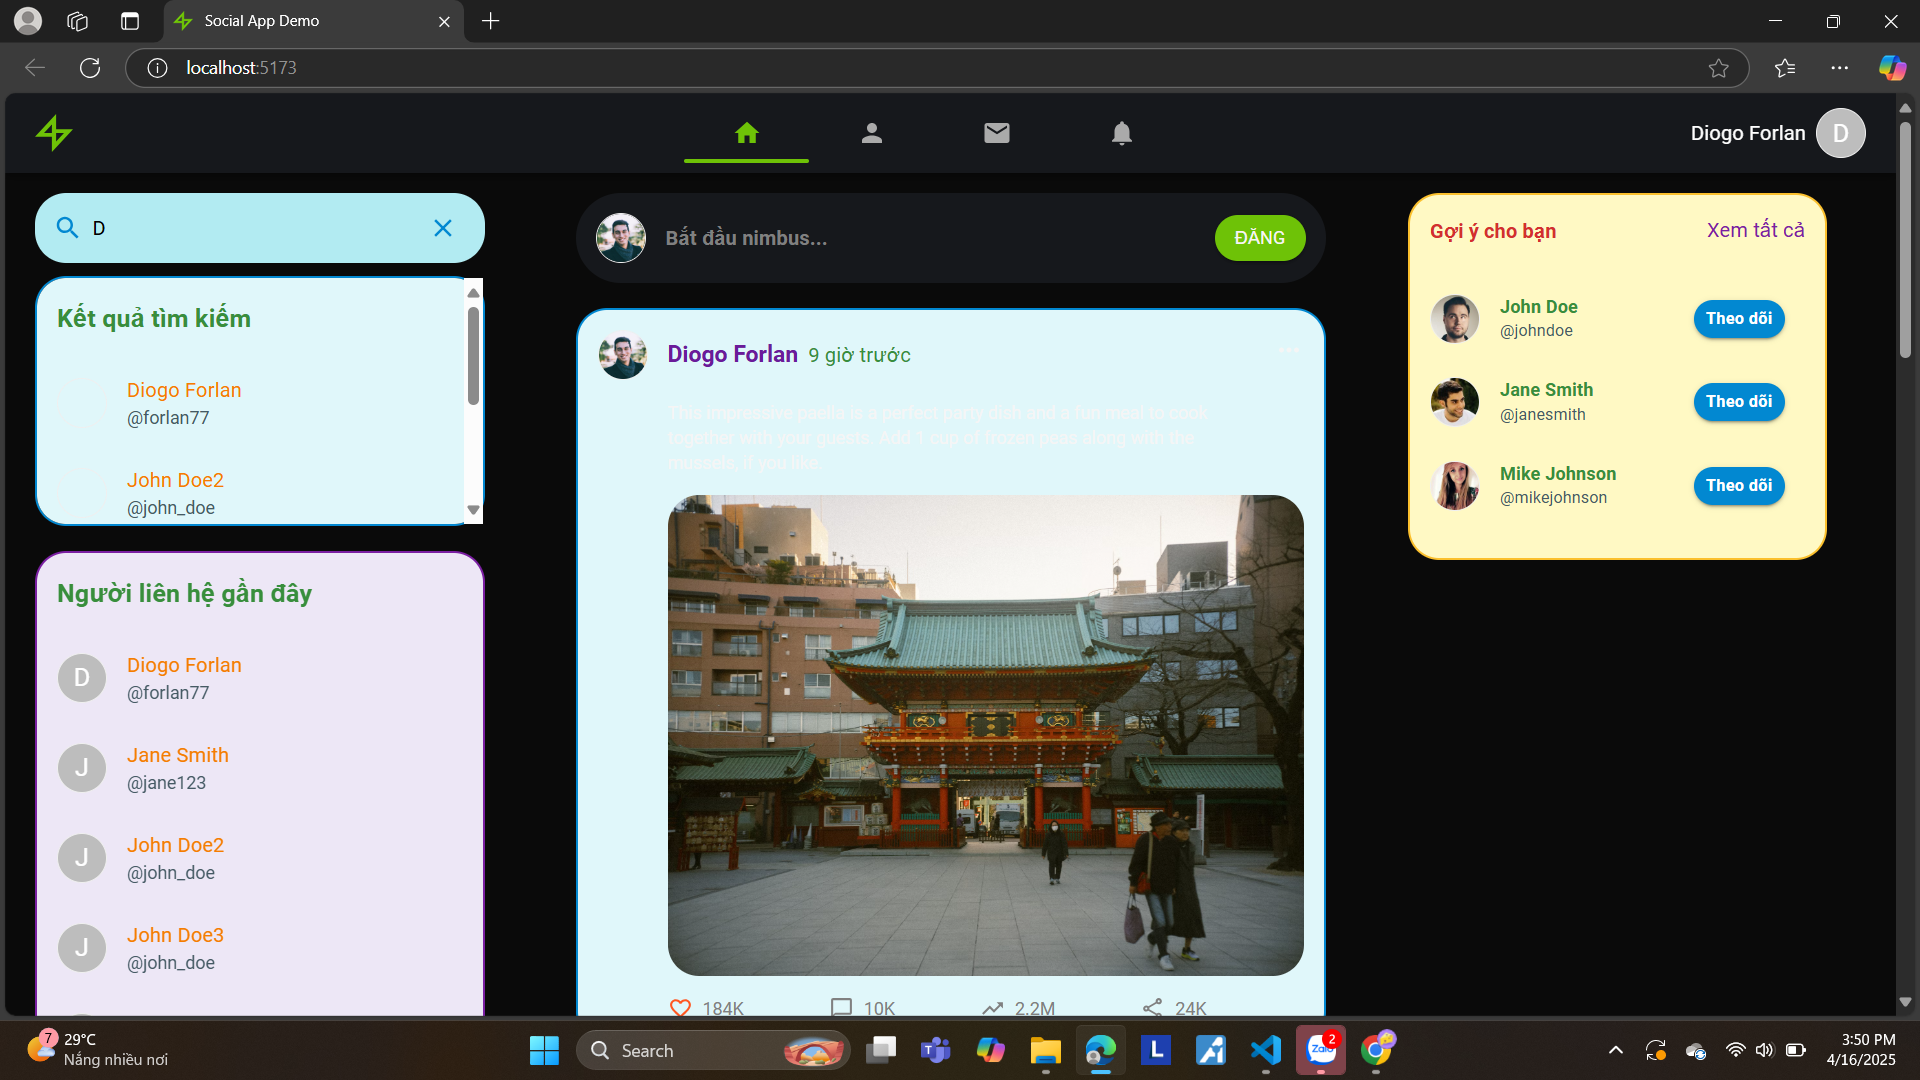 Social App Demo
localhost:5173
Diogo Forlan
D
D
Kết quả tìm kiếm
Diogo Forlan
@forlan77
John Doe2
@john_doe
Người liên hệ gần đây
D
Diogo Forlan
@forlan77
J
Jane Smith
@jane123
J
John Doe2
@john_doe
J
John Doe3
@john_doe
Bắt đầu nimbus...
ĐĂNG
Diogo Forlan 9 giờ trước
This impressive paella is a perfect party dish and a fun meal to cook
together with your guests. Add 1 cup of frozen peas along with the
mussels, if you like.
184K
10K
2.2M
24K
Gợi ý cho bạn
Xem tất cả
John Doe
@johndoe
Theo dõi
Jane Smith
@janesmith
Theo dõi
Mike Johnson
@mikejohnson
Theo dõi
7
29°C
Nắng nhiều nơi
Search
T
L
Zalo
2
3:50 PM
4/16/2025